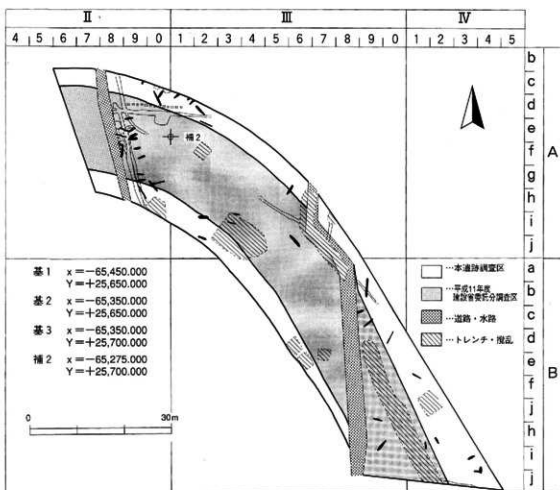 Ⅱ Ⅲ Ⅳ
4 5 6 7 8 9 0 1 2 3 4 5 6 7 8 9 0 1 2 3 4 5
b
c
d
e
f
g
h
i
j
A
補2
a
b
c
d
e
f
j
h
i
j
B
基1 x=-65,450.000
Y=+25,650.000
基2 x=-65,350.000
Y=+25,650.000
基3 x=-65,350.000
Y=+25,700.000
補2 x=-65,275.000
Y=+25,700.000
0 30m
…本遺跡調査区
…平成11年度
建設省委託分調査区
…道路・水路
…トレンチ・撹乱